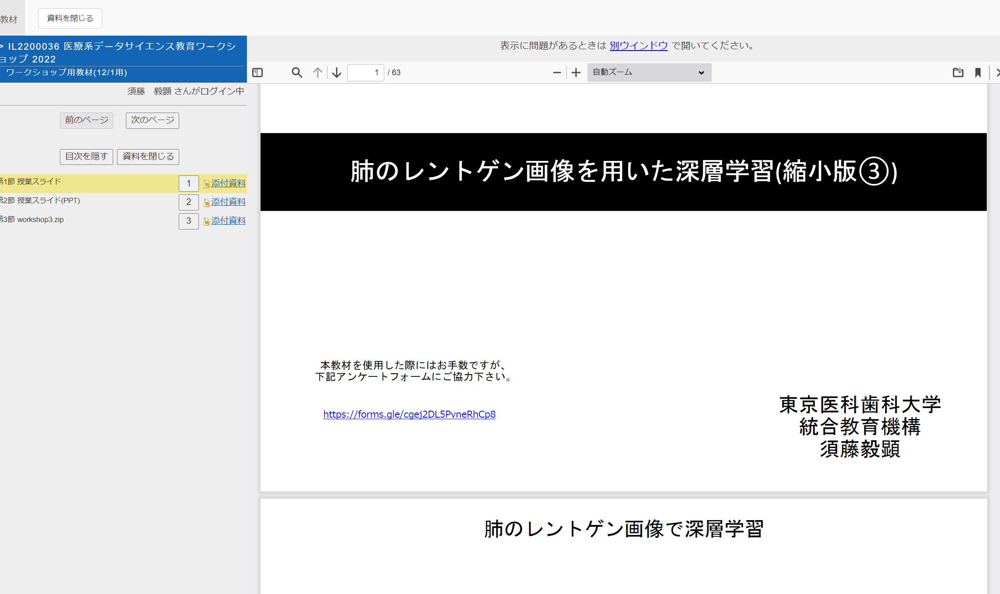 教材
資料を閉じる
> IL2200036 医療系データサイエンス教育ワークシ
ョップ 2022
ワークショップ用教材(12/1用)
須藤　毅顕 さんがログイン中
前のページ
次のページ
目次を隠す
資料を閉じる
第1節 授業スライド
1
添付資料
第2節 授業スライド(PPT)
2
添付資料
第3節 workshop3.zip
3
添付資料
表示に問題があるときは 別ウインドウ で開いてください。
1 / 63
自動ズーム
肺のレントゲン画像を用いた深層学習(縮小版③)
本教材を使用した際にはお手数ですが、
下記アンケートフォームにご協力下さい。
https://forms.gle/cgej2DL5PvneRhCp8
東京医科歯科大学
統合教育機構
須藤毅顕
肺のレントゲン画像で深層学習